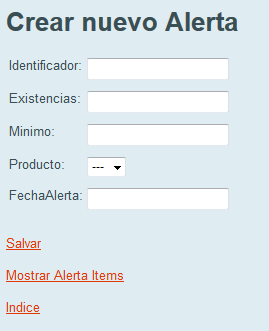 Crear nuevo Alerta
Identificador:
Existencias:
Minimo:
Producto: ---
FechaAlerta:
Salvar
Mostrar Alerta Items
Indice